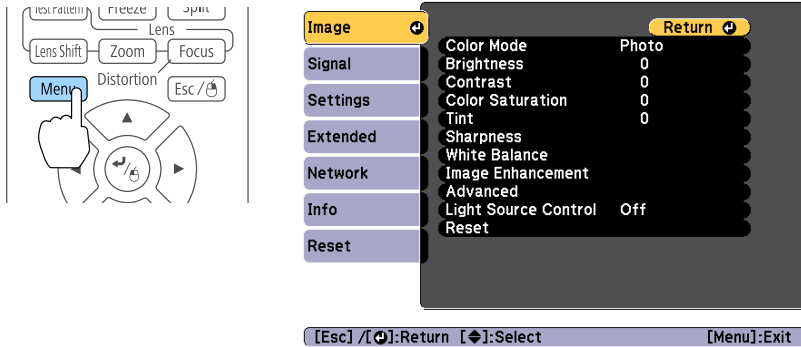 Test Pattern Freeze Split
Lens
Lens Shift Zoom Focus
Menu Distortion Esc /
Image
Signal
Settings
Extended
Network
Info
Reset
Return
Color Mode Photo
Brightness 0
Contrast 0
Color Saturation 0
Tint 0
Sharpness
White Balance
Image Enhancement
Advanced
Light Source Control Off
Reset
[Esc] /[ ]:Return [ ]:Select [Menu]:Exit